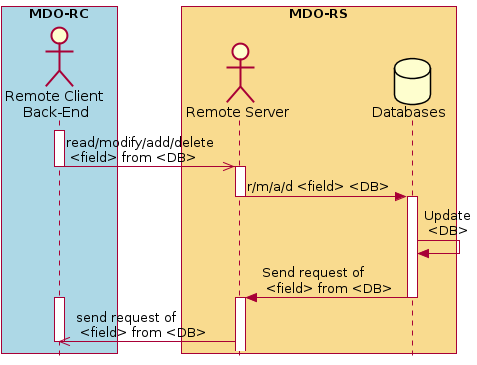 MDO-RC
MDO-RS
Remote Client
Back-End
Remote Server
Databases
read/modify/add/delete
<field> from <DB>
r/m/a/d <field> <DB>
Update
<DB>
Send request of
<field> from <DB>
send request of
<field> from <DB>